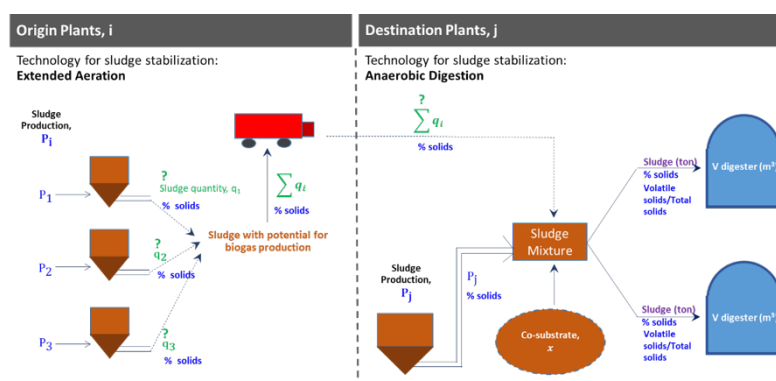 Origin Plants, i
Technology for sludge stabilization:
Extended Aeration
Sludge
Production,
Pi
P1
?
Sludge quantity, q1
% solids
P2
?
q2
% solids
P3
?
q3
% solids
∑ qi
% solids
Sludge with potential for
biogas production
Destination Plants, j
Technology for sludge stabilization:
Anaerobic Digestion
?
∑ qi
% solids
Sludge
Production,
Pj
Pj
% solids
Sludge
Mixture
Co-substrate,
x
Sludge (ton)
% solids
Volatile
solids/Total
solids
V digester (m³)
Sludge (ton)
% solids
Volatile
solids/Total
solids
V digester (m³)